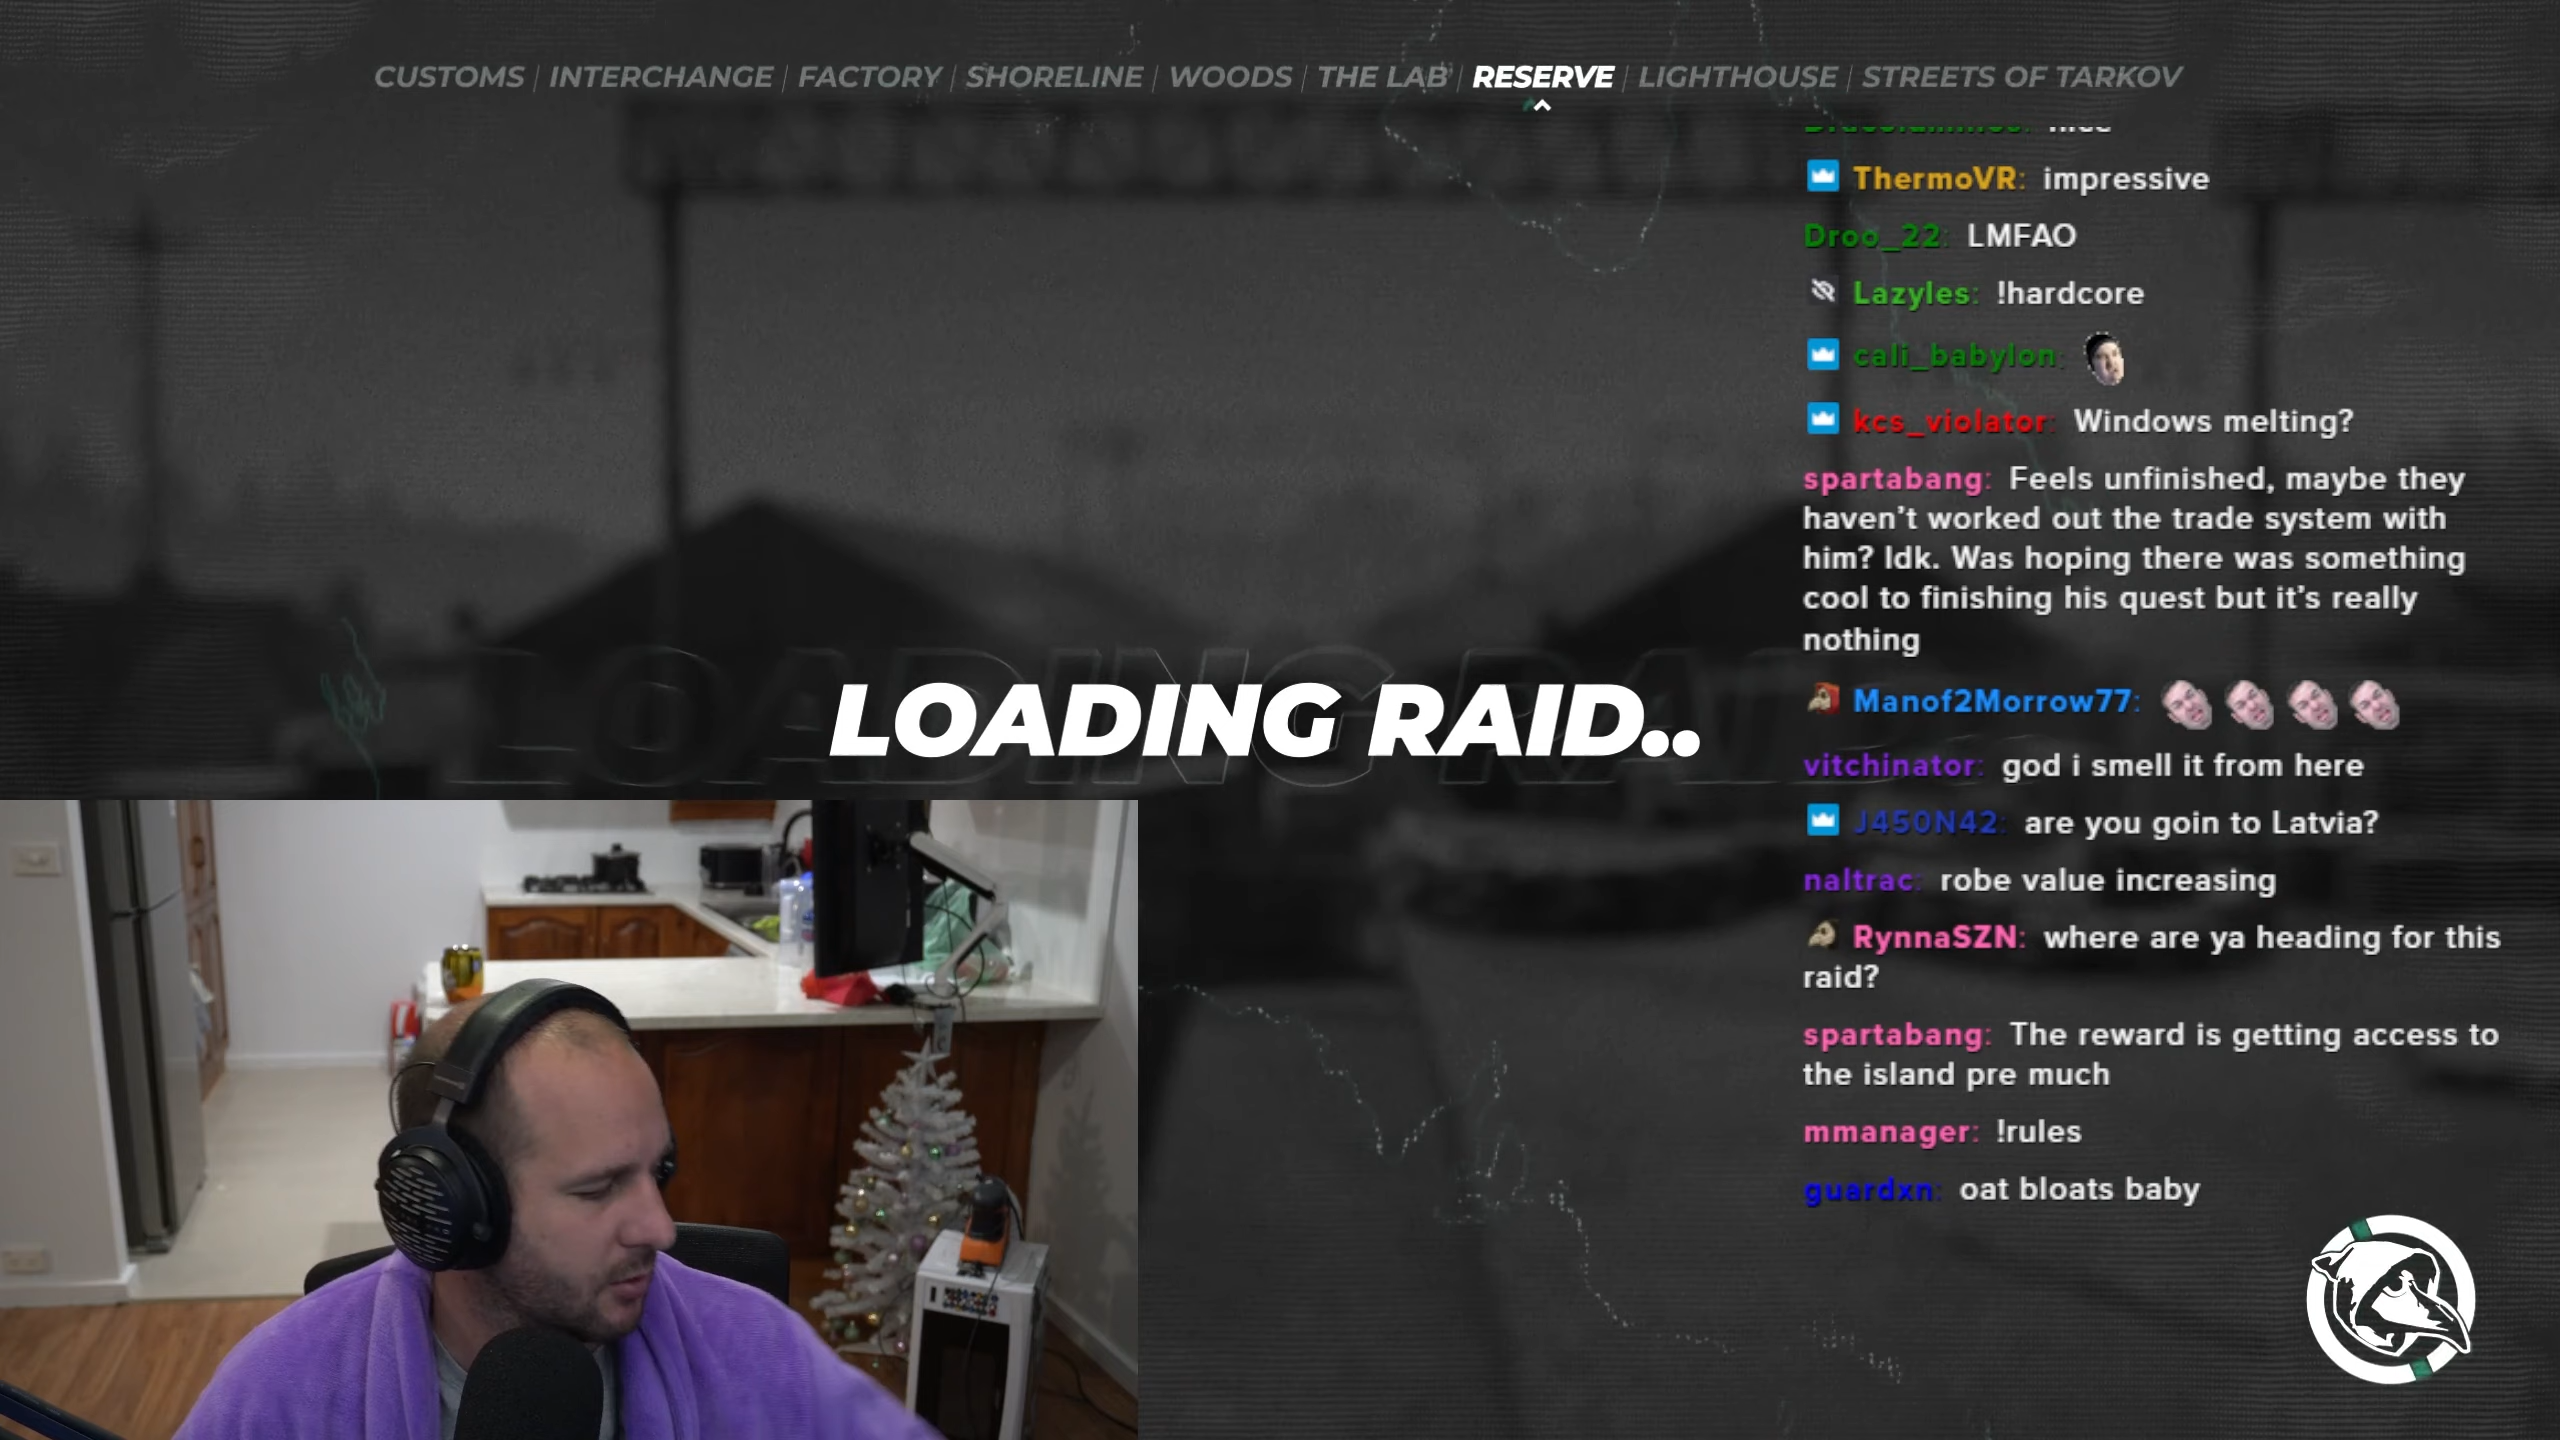 CUSTOMS | INTERCHANGE | FACTORY | SHORELINE | WOODS | THE LAB | RESERVE | LIGHTHOUSE | STREETS OF TARKOV
ThermoVR: impressive
Droo_22: LMFAO
Lazyles: !hardcore
cali_babylon:
kcs_violator: Windows melting?
spartabang: Feels unfinished, maybe they
haven't worked out the trade system with
him? Idk. Was hoping there was something
cool to finishing his quest but it's really
nothing
Manof2Morrow77:
LOADING RAID..
vitchinator: god i smell it from here
J450N42: are you goin to Latvia?
naltrac: robe value increasing
RynnaSZN: where are ya heading for this
raid?
spartabang: The reward is getting access to
the island pre much
mmanager: !rules
guardxn: oat bloats baby